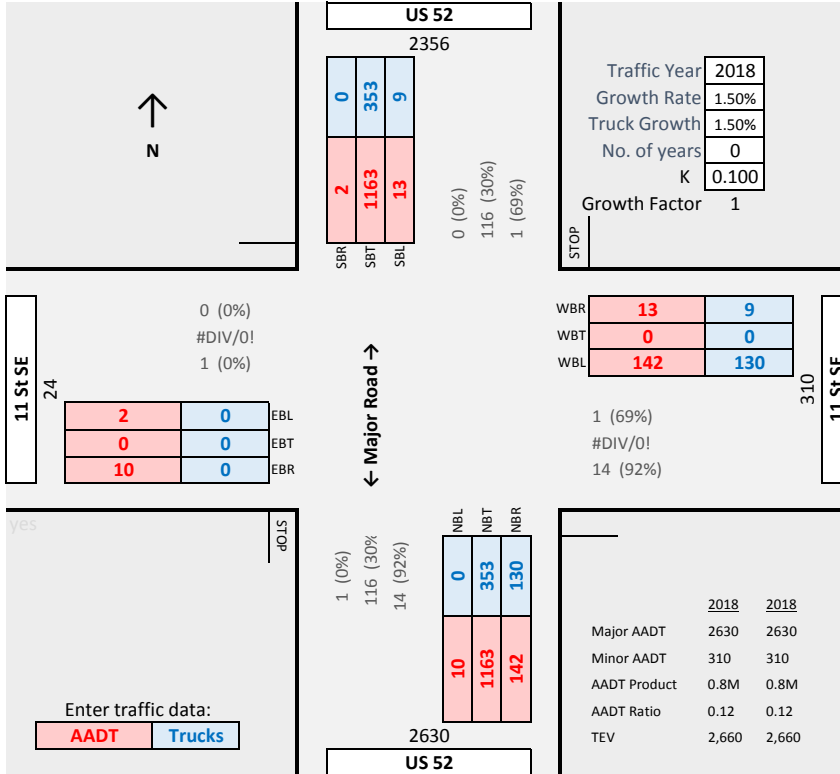 US 52
2356
0 353 9
2 1163 13
SBR SBT SBL
0 (0%)
116 (30%)
1 (69%)
N
Traffic Year 2018
Growth Rate 1.50%
Truck Growth 1.50%
No. of years 0
K 0.100
Growth Factor 1
STOP
0 (0%)
#DIV/0!
1 (0%)
WBR 13 9
WBT 0 0
WBL 142 130
310
11 St SE
11 St SE
24
2 0 EBL
0 0 EBT
10 0 EBR
← Major Road →
1 (69%)
#DIV/0!
14 (92%)
yes
STOP
1 (0%)
116 (30%
14 (92%)
NBL NBT NBR
0 353 130
10 1163 142
2018 2018
Major AADT 2630 2630
Minor AADT 310 310
AADT Product 0.8M 0.8M
AADT Ratio 0.12 0.12
TEV 2,660 2,660
Enter traffic data:
AADT Trucks
2630
US 52